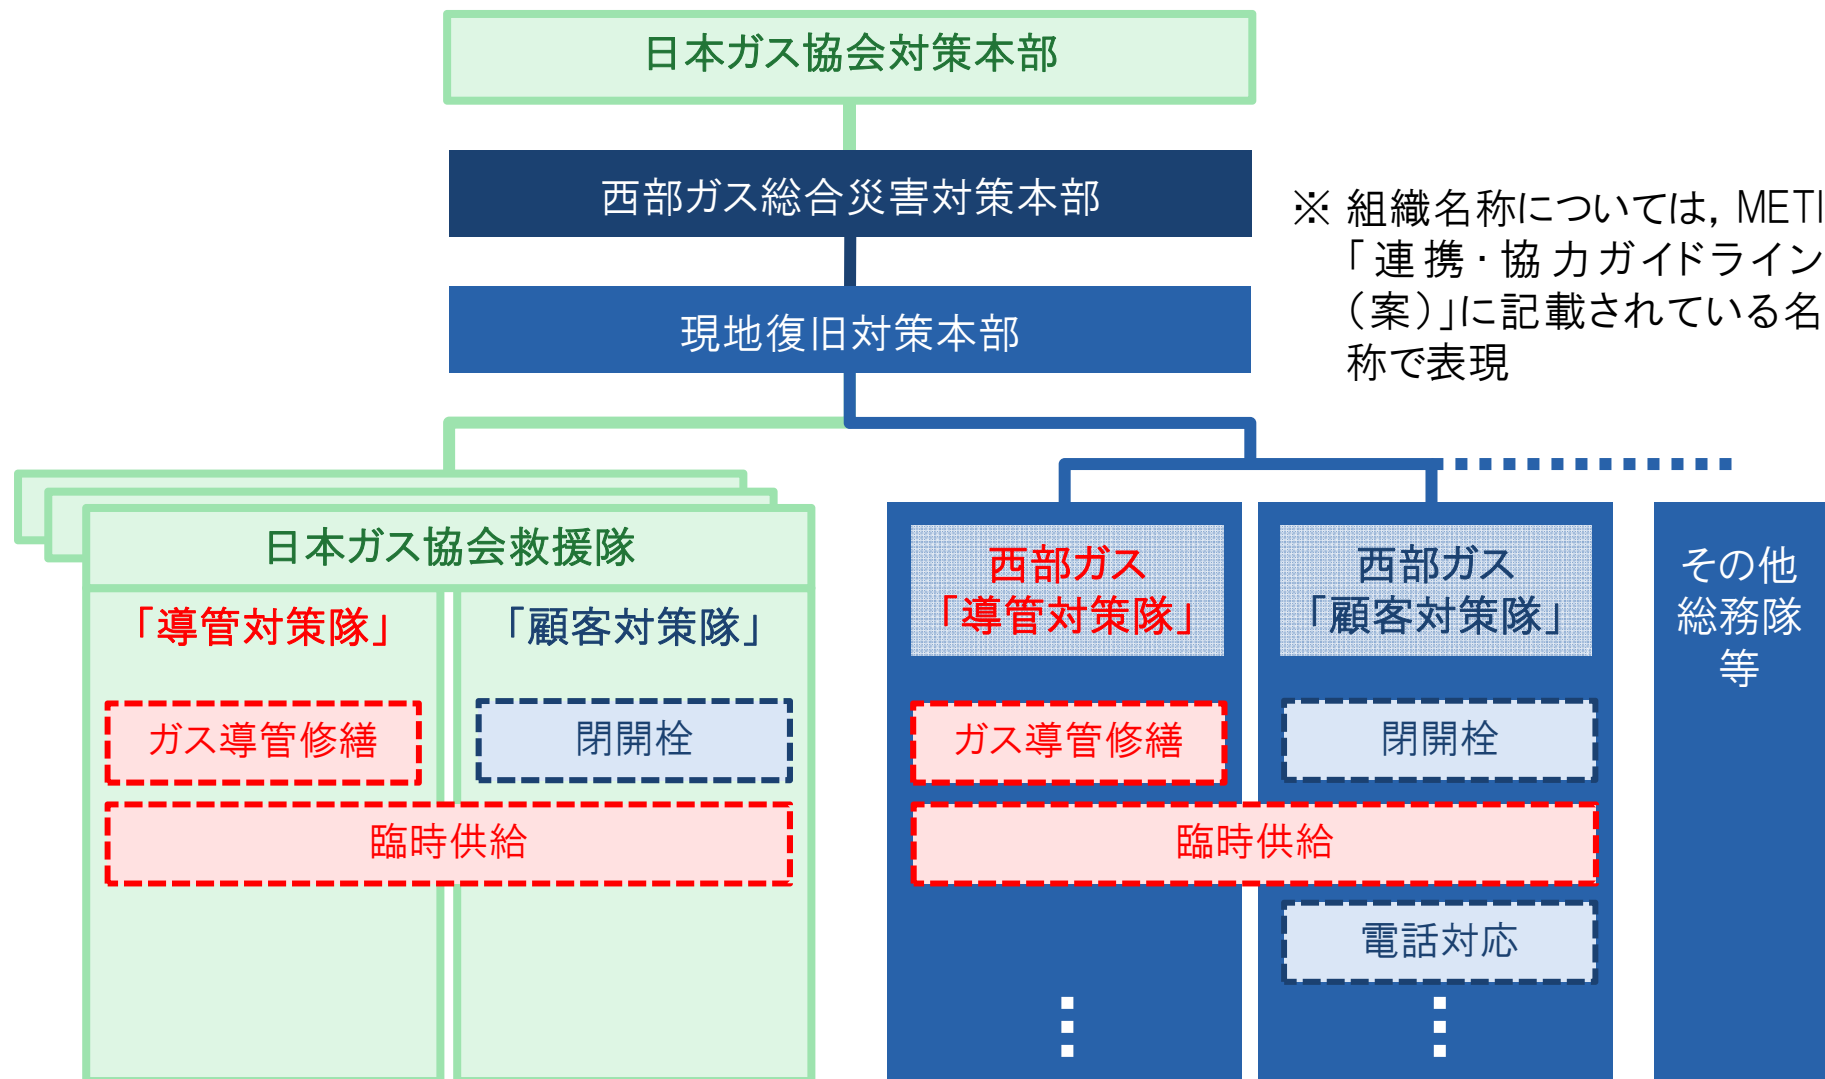 日本ガス協会対策本部
西部ガス総合災害対策本部
現地復旧対策本部
※ 組織名称については, METI
「連携・協力ガイドライン
(案)」に記載されている名
称で表現
日本ガス協会救援隊
「導管対策隊」
「顧客対策隊」
ガス導管修繕
閉開栓
臨時供給
西部ガス
「導管対策隊」
西部ガス
「顧客対策隊」
ガス導管修繕
閉開栓
臨時供給
電話対応
その他
総務隊
等